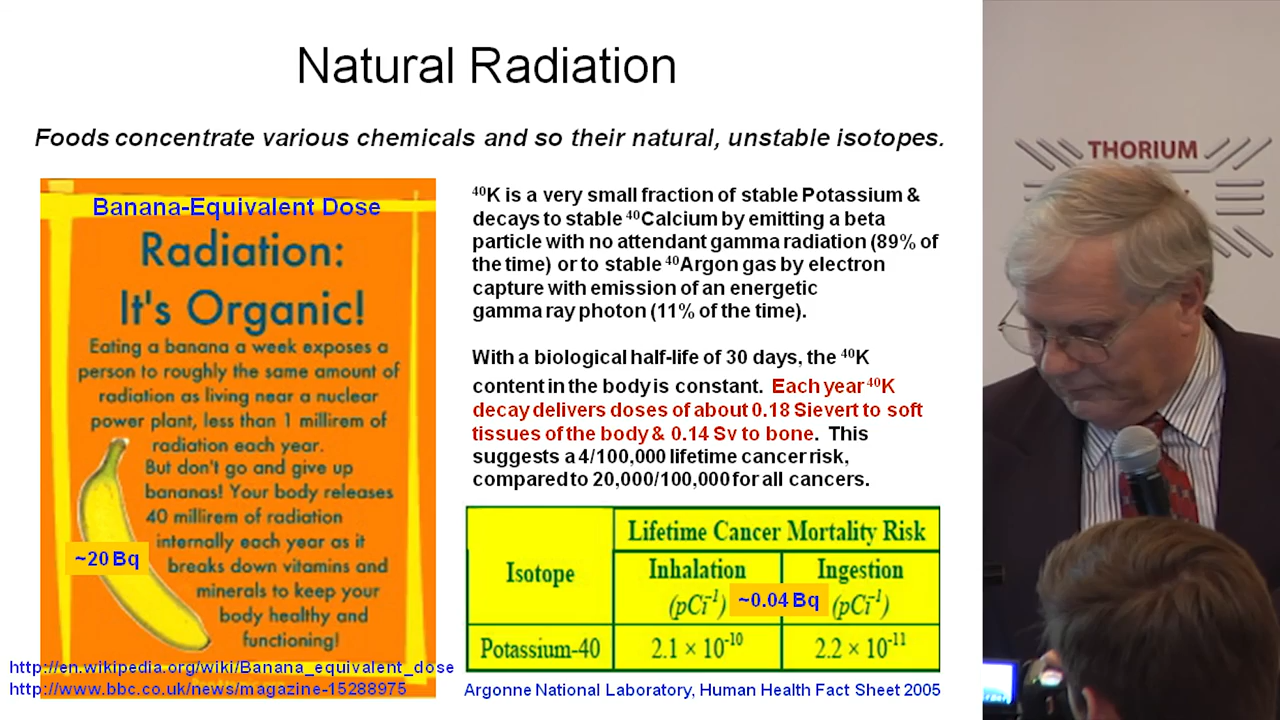 Natural Radiation
Foods concentrate various chemicals and so their natural, unstable isotopes.
Banana-Equivalent Dose
Radiation:
It's Organic!
Eating a banana a week exposes a
person to roughly the same amount of
radiation as living near a nuclear
power plant, less than 1 millirem of
radiation each year.
But don't go and give up
bananas! Your body releases
40 millirem of radiation
internally each year as it
breaks down vitamins and
minerals to keep your
body healthy and
functioning!
~20 Bq
http://en.wikipedia.org/wiki/Banana_equivalent_dose
http://www.bbc.co.uk/news/magazine-15288975
⁴⁰K is a very small fraction of stable Potassium &
decays to stable ⁴⁰Calcium by emitting a beta
particle with no attendant gamma radiation (89% of
the time) or to stable ⁴⁰Argon gas by electron
capture with emission of an energetic
gamma ray photon (11% of the time).
With a biological half-life of 30 days, the ⁴⁰K
content in the body is constant. Each year ⁴⁰K
decay delivers doses of about 0.18 Sievert to soft
tissues of the body & 0.14 Sv to bone. This
suggests a 4/100,000 lifetime cancer risk,
compared to 20,000/100,000 for all cancers.
Lifetime Cancer Mortality Risk
Isotope
Inhalation
(pCi⁻¹)
~0.04 Bq
Ingestion
(pCi⁻¹)
Potassium-40
2.1 × 10⁻¹⁰
2.2 × 10⁻¹¹
Argonne National Laboratory, Human Health Fact Sheet 2005
THORIUM